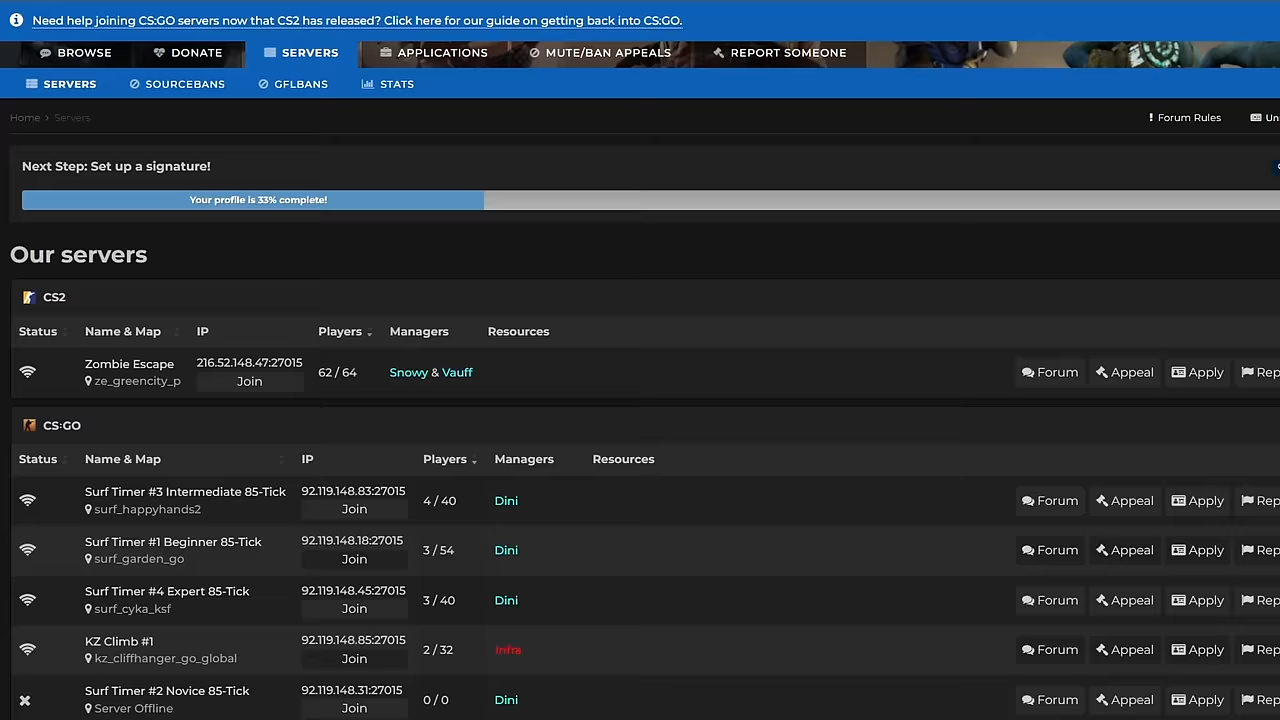 Need help joining CS:GO servers now that CS2 has released? Click here for our guide on getting back into CS:GO.
BROWSE DONATE SERVERS APPLICATIONS MUTE/BAN APPEALS REPORT SOMEONE
SERVERS SOURCEBANS GFLBANS STATS
Home › Servers Forum Rules Un
Next Step: Set up a signature!
Your profile is 33% complete!
Our servers
CS2
Status Name & Map IP Players Managers Resources
Zombie Escape 216.52.148.47:27015
ze_greencity_p Join 62 / 64 Snowy & Vauff Forum Appeal Apply Rep
CS:GO
Status Name & Map IP Players Managers Resources
Surf Timer #3 Intermediate 85-Tick 92.119.148.83:27015
surf_happyhands2 Join 4 / 40 Dini Forum Appeal Apply Rep
Surf Timer #1 Beginner 85-Tick 92.119.148.18:27015
surf_garden_go Join 3 / 54 Dini Forum Appeal Apply Rep
Surf Timer #4 Expert 85-Tick 92.119.148.45:27015
surf_cyka_ksf Join 3 / 40 Dini Forum Appeal Apply Rep
KZ Climb #1 92.119.148.85:27015
kz_cliffhanger_go_global Join 2 / 32 Infra Forum Appeal Apply Rep
Surf Timer #2 Novice 85-Tick 92.119.148.31:27015
Server Offline Join 0 / 0 Dini Forum Appeal Apply Rep